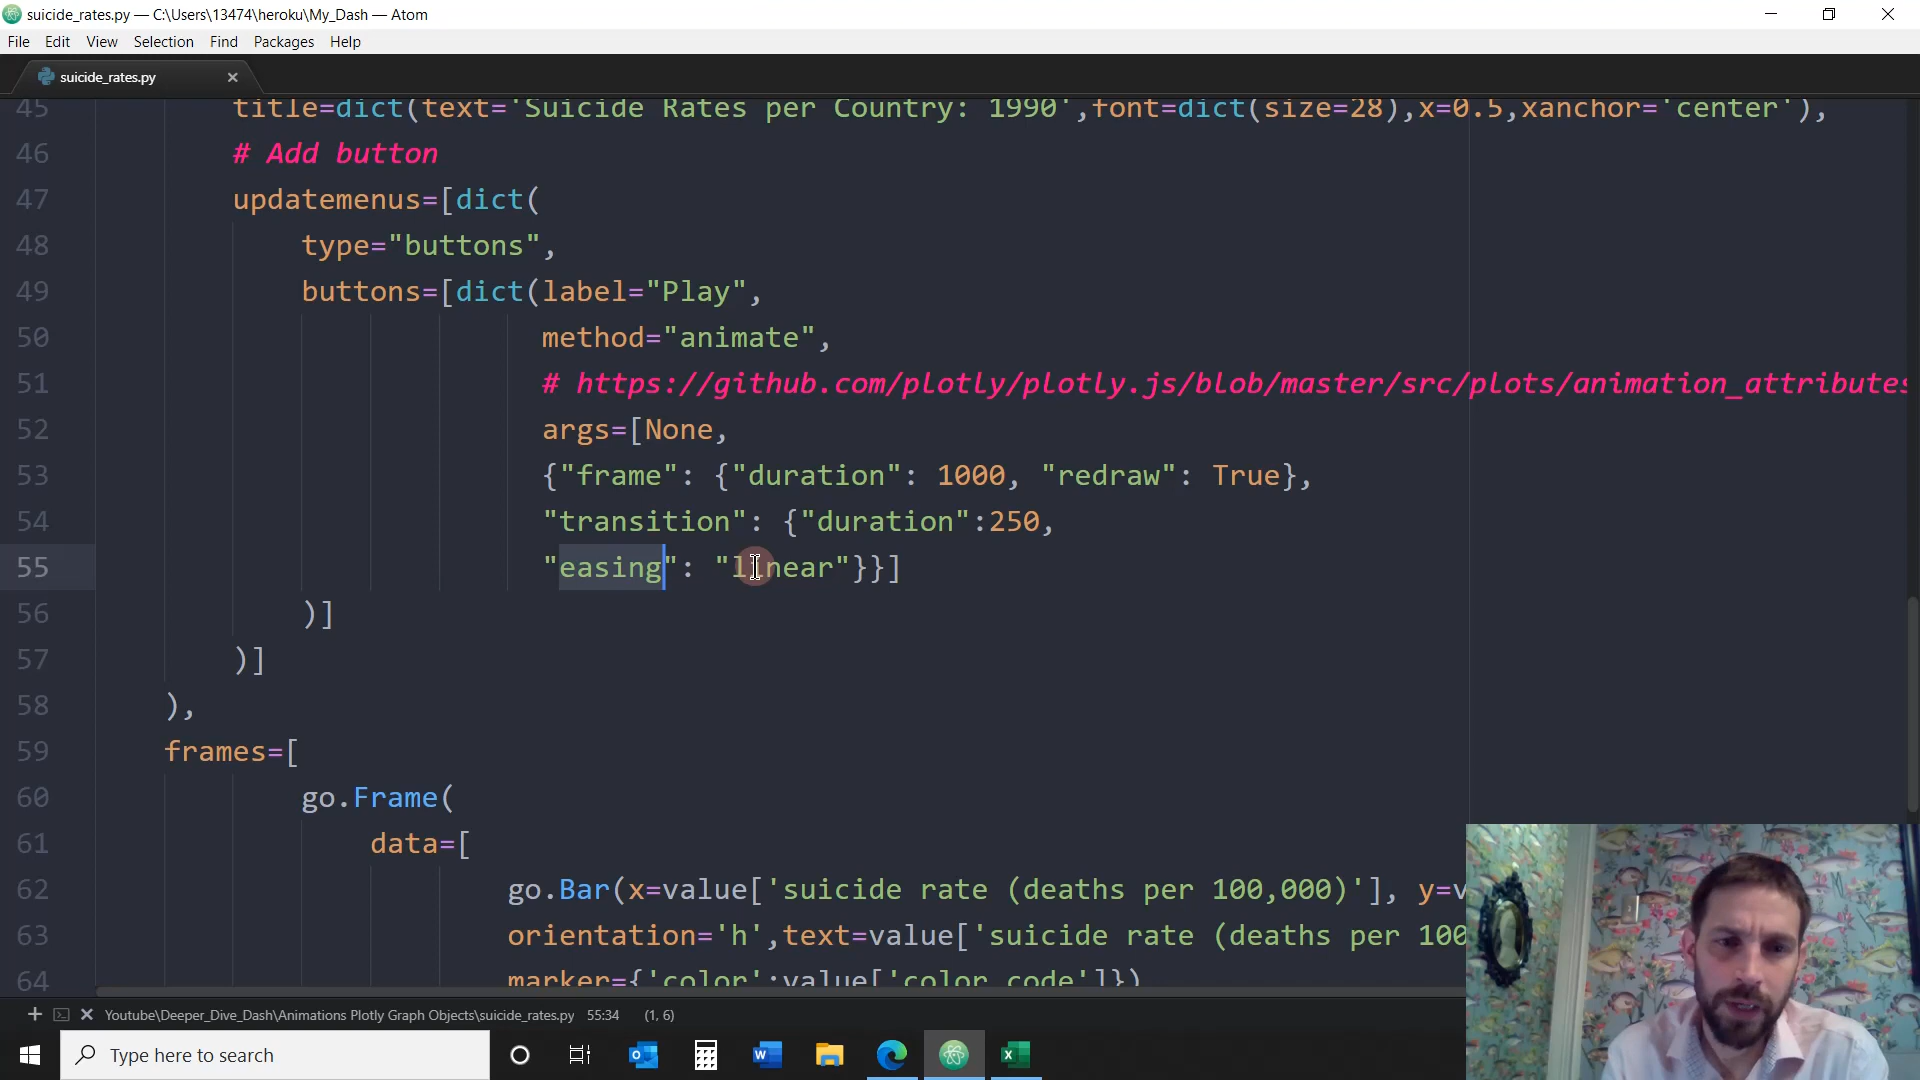 suicide_rates.py — C:\Users\13474\heroku\My_Dash — Atom
File Edit View Selection Find Packages Help
suicide_rates.py
45 title=dict(text='Suicide Rates per Country: 1990',font=dict(size=28),x=0.5,xanchor='center'),
46 # Add button
47 updatemenus=[dict(
48 type="buttons",
49 buttons=[dict(label="Play",
50 method="animate",
51 # https://github.com/plotly/plotly.js/blob/master/src/plots/animation_attributes
52 args=[None,
53 {"frame": {"duration": 1000, "redraw": True},
54 "transition": {"duration":250,
55 "easing": "linear"}}]
56 )]
57 )]
58 ),
59 frames=[
60 go.Frame(
61 data=[
62 go.Bar(x=value['suicide rate (deaths per 100,000)'], y=v
63 orientation='h',text=value['suicide rate (deaths per 100
64 marker={'color':value['color code']})
Youtube\Deeper_Dive_Dash\Animations Plotly Graph Objects\suicide_rates.py 55:34 (1, 6)
Type here to search